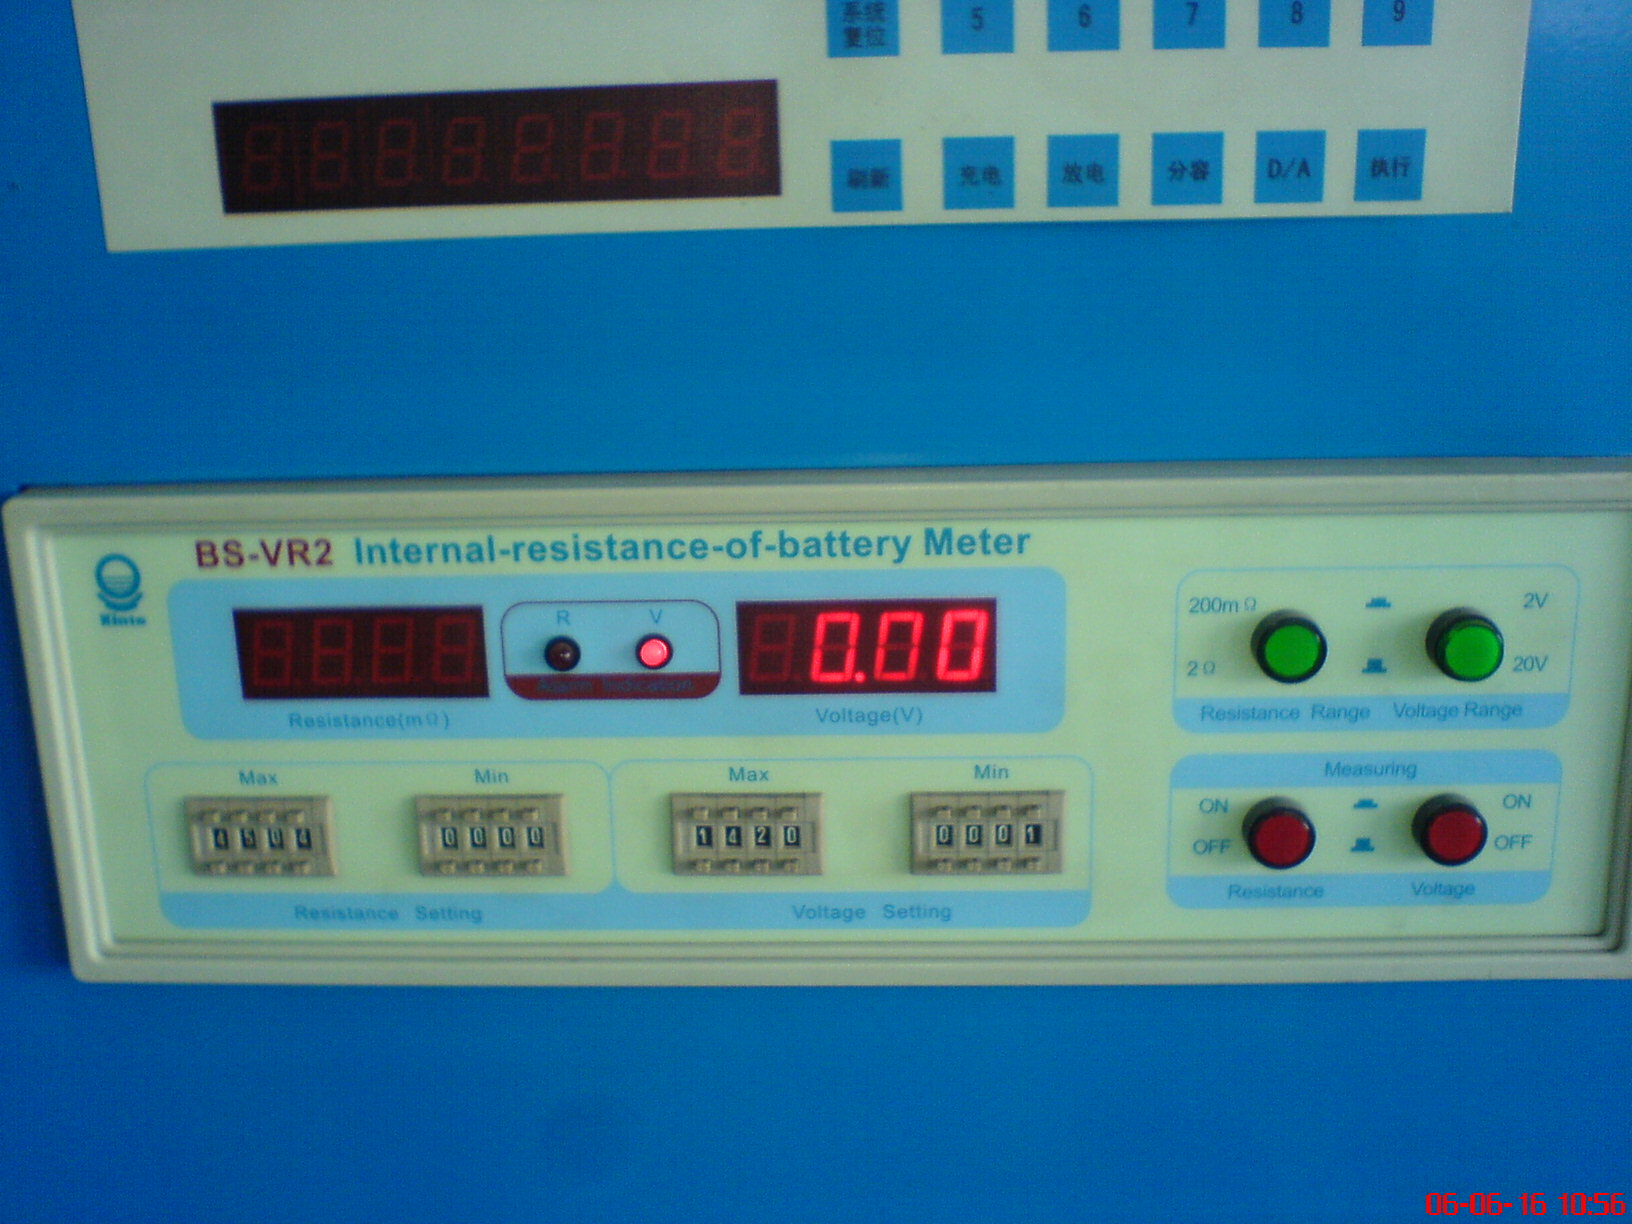 系统 5 6 7 8 9
复位
刷新 充电 放电 分容 D/A 执行
BS-VR2 Internal-resistance-of-battery Meter
R V
0.00
Alarm Indication
Resistance(mΩ) Voltage(V)
200mΩ 2V
2Ω 20V
Resistance Range Voltage Range
Max Min Max Min
0000 1420 0001
Resistance Setting Voltage Setting
Measuring
ON ON
OFF OFF
Resistance Voltage
06-06-16 10:56